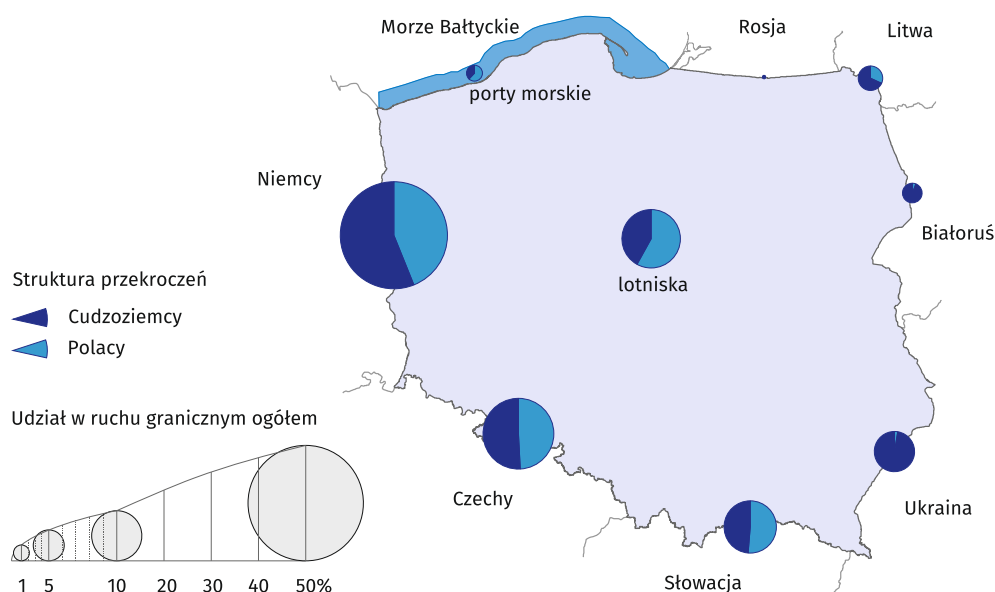 Morze Bałtyckie
Rosja
Litwa
porty morskie
Niemcy
Białoruś
lotniska
Struktura przekroczeń
Cudzoziemcy
Polacy
Udział w ruchu granicznym ogółem
Czechy
Ukraina
Słowacja
1 5 10 20 30 40 50%